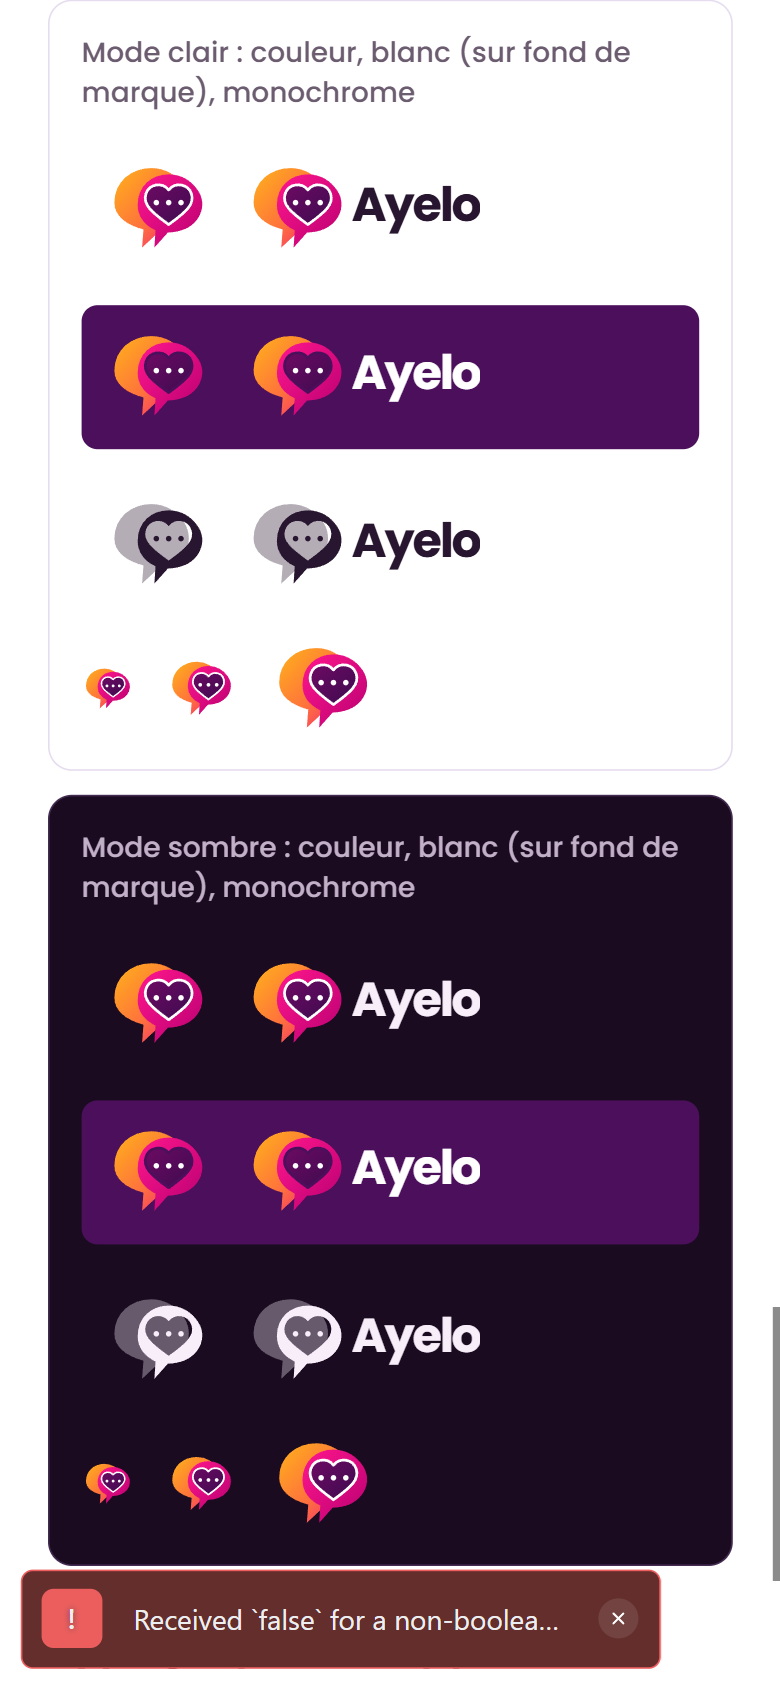 Mode clair : couleur, blanc (sur fond de
marque), monochrome
Ayelo
Ayelo
Ayelo
Mode sombre : couleur, blanc (sur fond de
marque), monochrome
Ayelo
Ayelo
Ayelo
! Received `false` for a non-boolea... ×